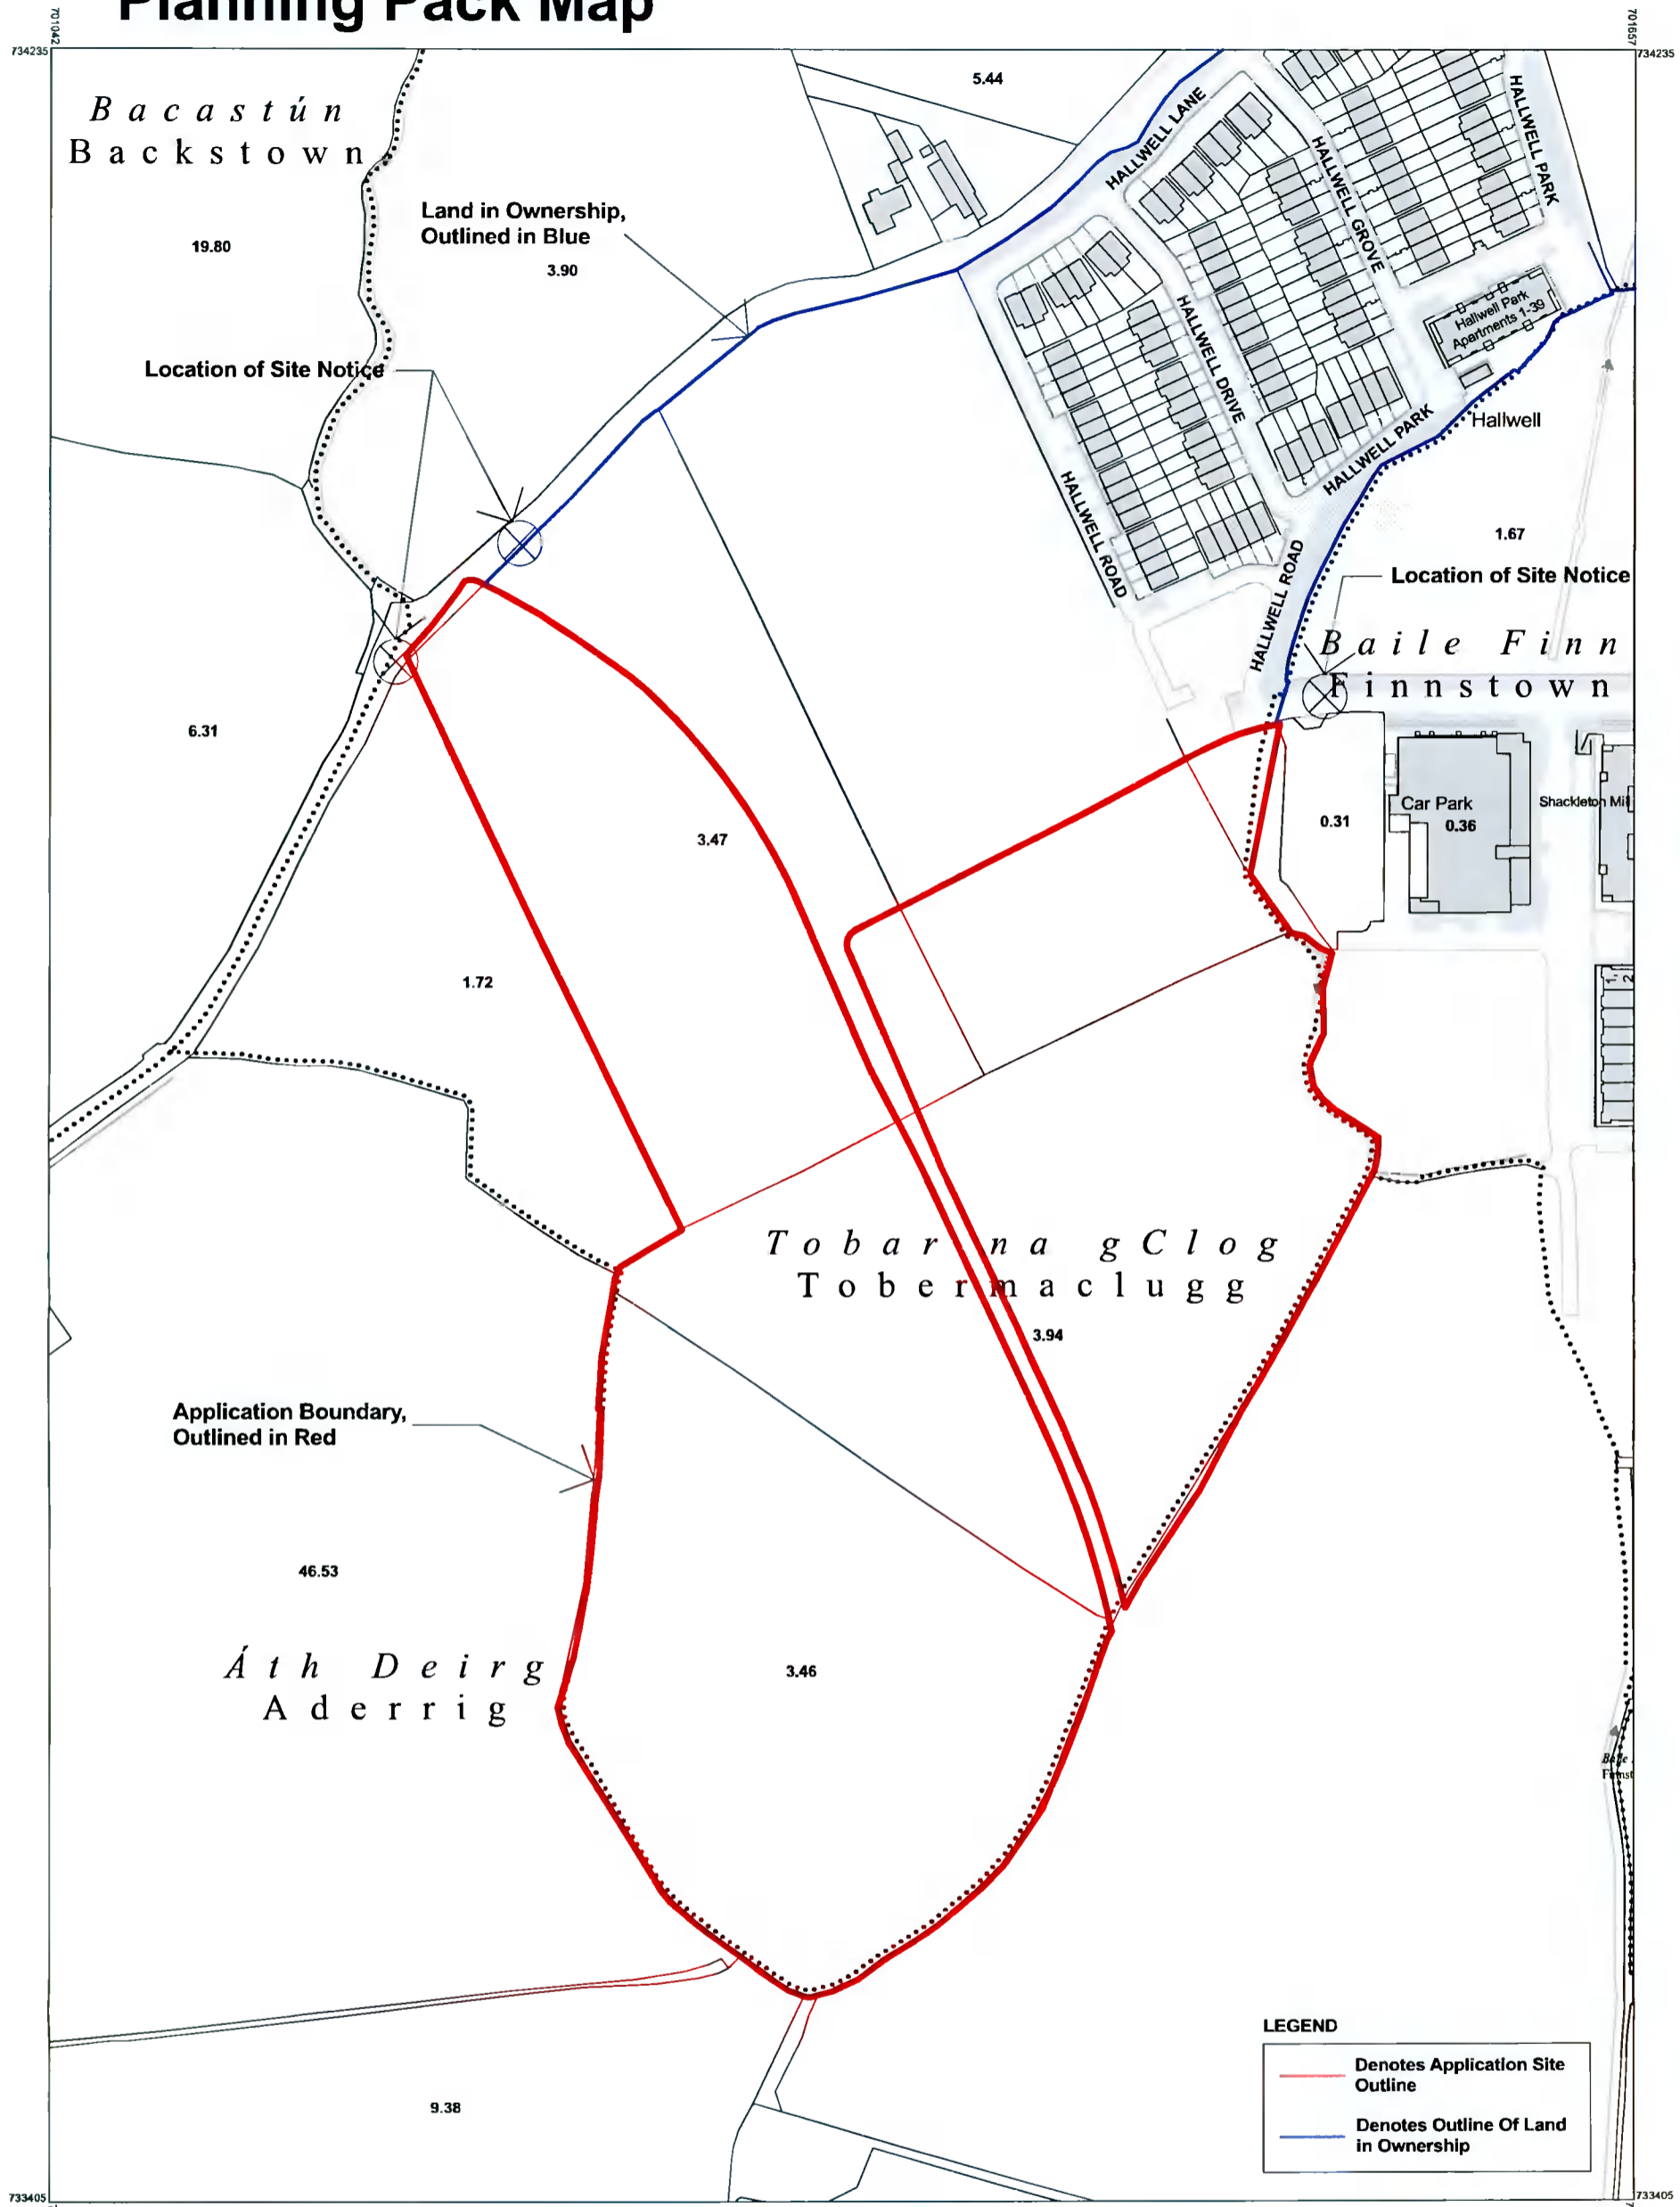 Planning Pack Map
701042
701657
734235
734235
5.44
Bacastún
Backstown
HALLWELL LANE
HALLWELL GROVE
HALLWELL PARK
Land in Ownership,
Outlined in Blue
19.80
3.90
Hallwell Park
Apartments 1-39
HALLWELL DRIVE
Location of Site Notice
HALLWELL PARK
Hallwell
HALLWELL ROAD
1.67
HALLWELL ROAD
Location of Site Notice
Baile Finn
Finnstown
6.31
3.47
Car Park
0.36
0.31
Shackleton Mil
1.72
1
2
Tobar na gClog
Tobermaclugg
3.94
Application Boundary,
Outlined in Red
46.53
Áth Deirg
Aderrig
3.46
Finnst
LEGEND
Denotes Application Site
Outline
Denotes Outline Of Land
in Ownership
9.38
733405
733405